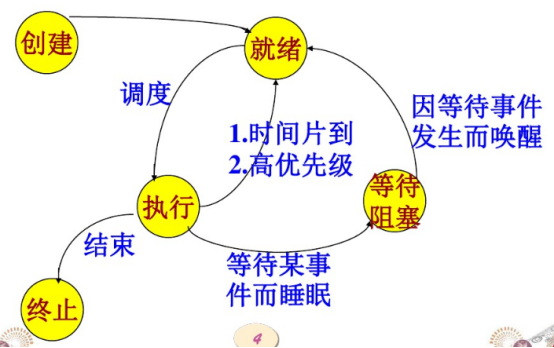 创建
就绪
调度
因等待事件
发生而唤醒
1.时间片到
2.高优先级
执行
等待
阻塞
结束
等待某事
件而睡眠
终止
4